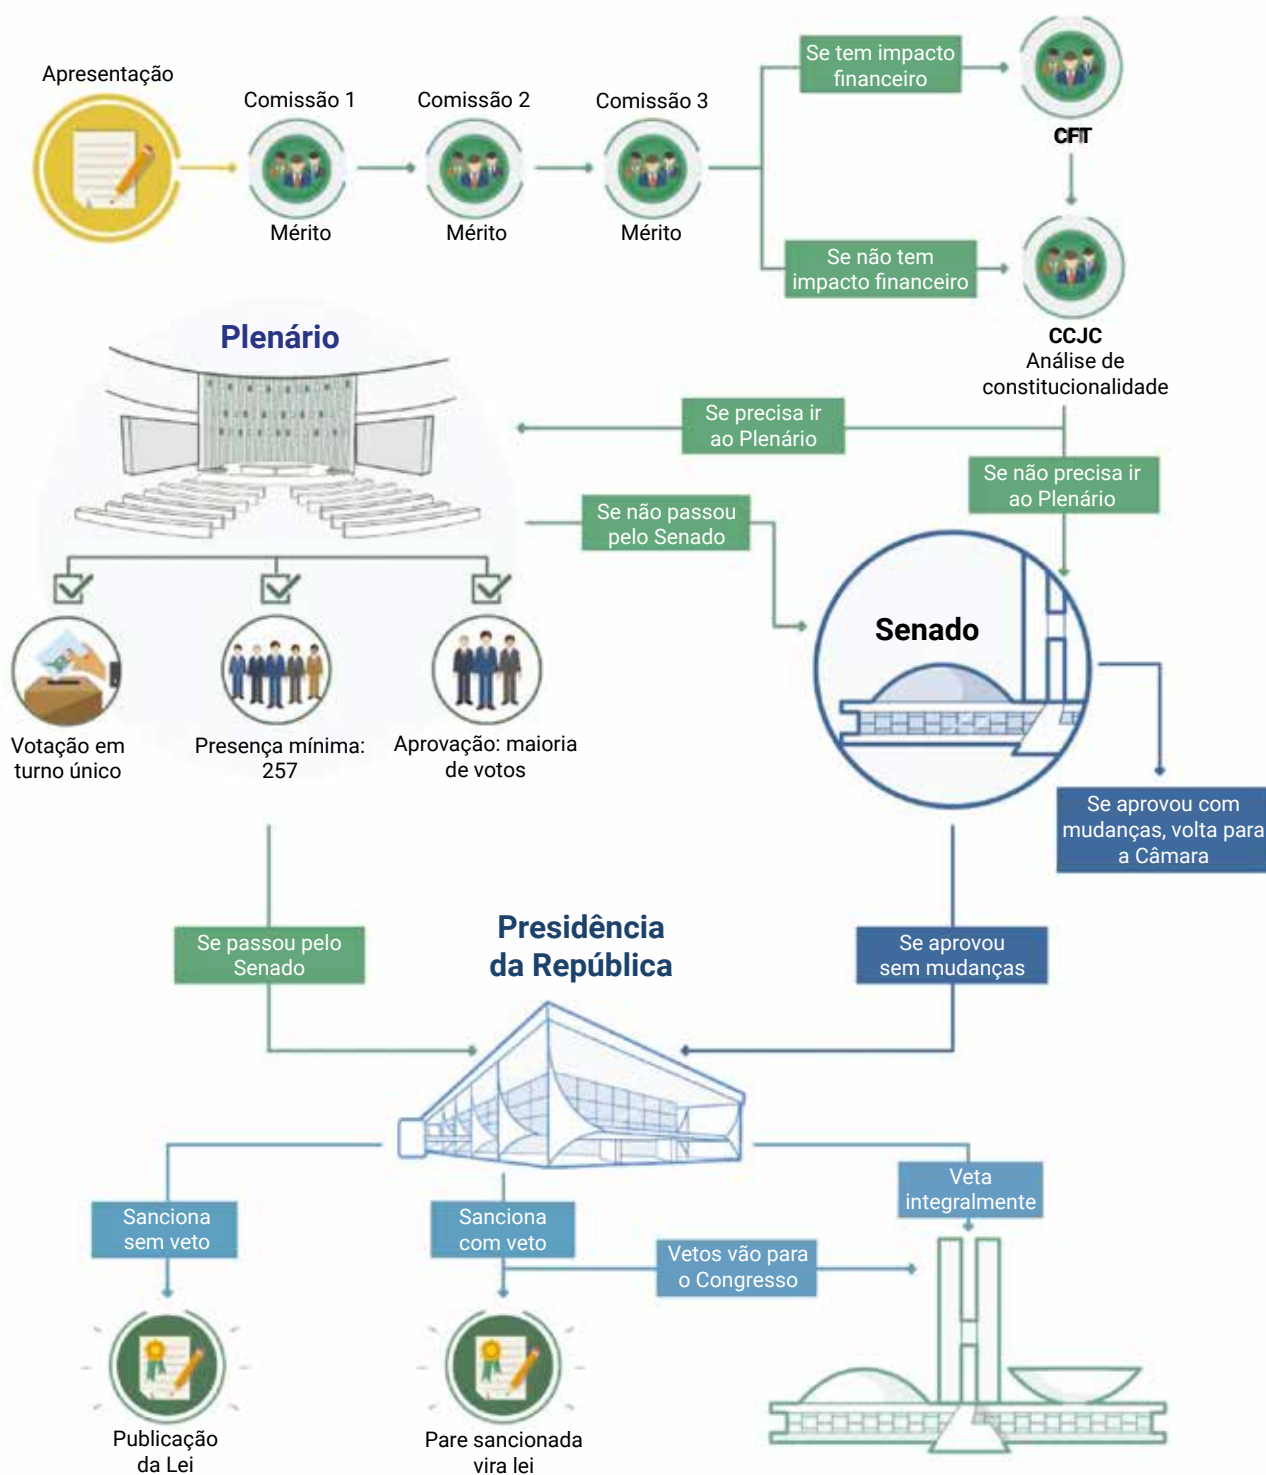 Apresentação
Comissão 1
Comissão 2
Comissão 3
Mérito
Mérito
Mérito
Se tem impacto
financeiro
CFT
Se não tem
impacto financeiro
CCJC
Análise de
constitucionalidade
Plenário
Se precisa ir
ao Plenário
Se não precisa ir
ao Plenário
Se não passou
pelo Senado
Senado
Votação em
turno único
Presença mínima:
257
Aprovação: maioria
de votos
Se aprovou com
mudanças, volta para
a Câmara
Se passou pelo
Senado
Presidência
da República
Se aprovou
sem mudanças
Sanciona
sem veto
Sanciona
com veto
Veta
integralmente
Vetos vão para
o Congresso
Publicação
da Lei
Pare sancionada
vira lei